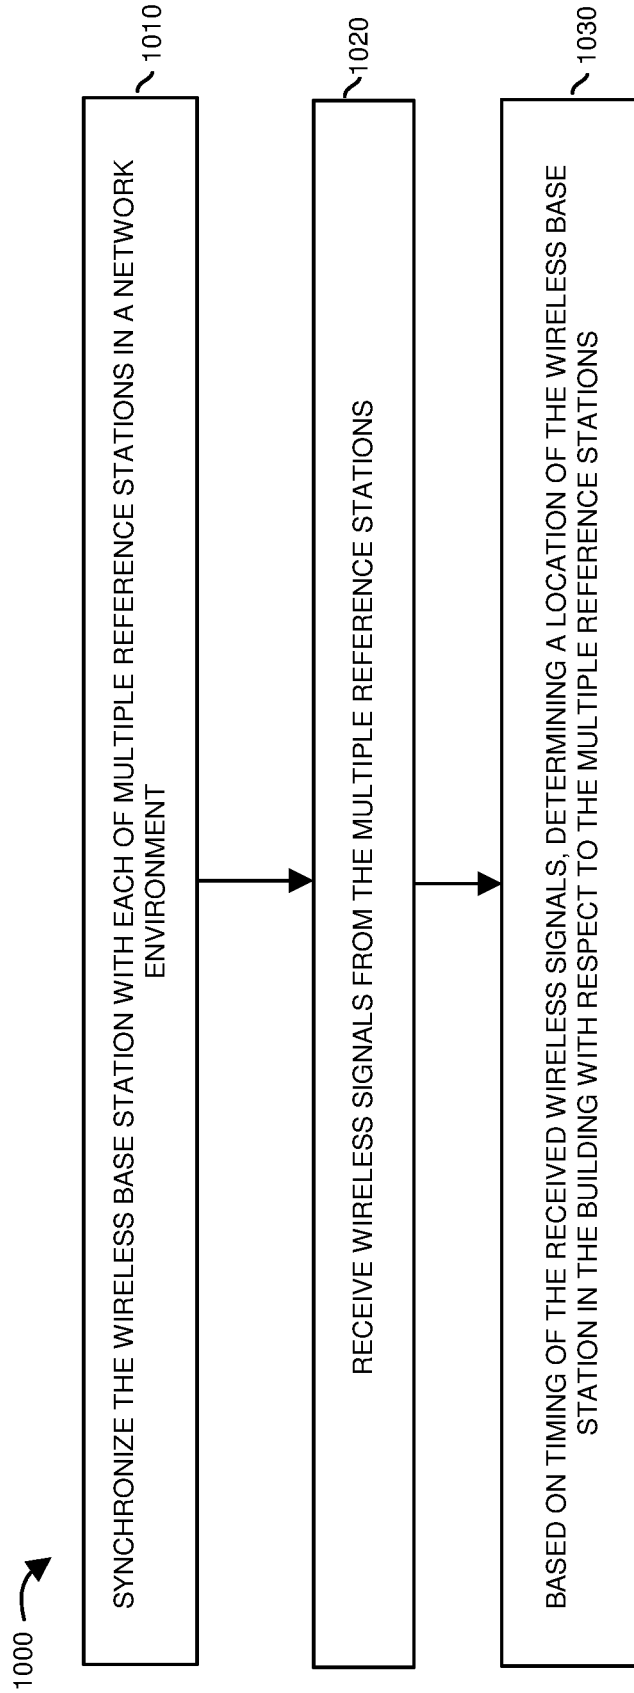 1000
SYNCHRONIZE THE WIRELESS BASE STATION WITH EACH OF MULTIPLE REFERENCE STATIONS IN A NETWORK
ENVIRONMENT
1010
RECEIVE WIRELESS SIGNALS FROM THE MULTIPLE REFERENCE STATIONS
1020
BASED ON TIMING OF THE RECEIVED WIRELESS SIGNALS, DETERMINING A LOCATION OF THE WIRELESS BASE
STATION IN THE BUILDING WITH RESPECT TO THE MULTIPLE REFERENCE STATIONS
1030